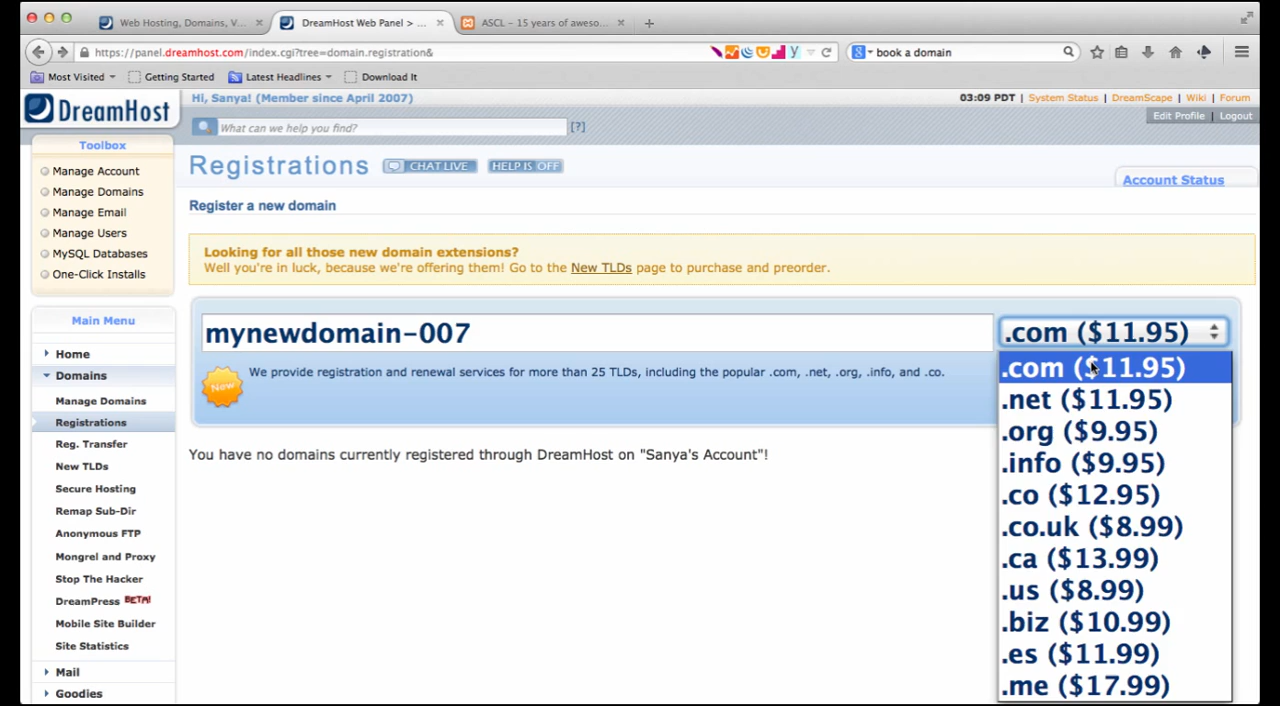 Web Hosting, Domains, V... ×
DreamHost Web Panel > ... ×
ASCL – 15 years of aweso... ×
https://panel.dreamhost.com/index.cgi?tree=domain.registration&
book a domain
Most Visited
Getting Started
Latest Headlines
Download It
DreamHost
Hi, Sanya! (Member since April 2007)
03:09 PDT | System Status | DreamScape | Wiki | Forum
Edit Profile | Logout
What can we help you find?
[?]
Toolbox
Manage Account
Manage Domains
Manage Email
Manage Users
MySQL Databases
One-Click Installs
Main Menu
Home
Domains
Manage Domains
Registrations
Reg. Transfer
New TLDs
Secure Hosting
Remap Sub-Dir
Anonymous FTP
Mongrel and Proxy
Stop The Hacker
DreamPress BETA!
Mobile Site Builder
Site Statistics
Mail
Goodies
Registrations
CHAT LIVE
HELP IS OFF
Account Status
Register a new domain
Looking for all those new domain extensions?
Well you're in luck, because we're offering them! Go to the New TLDs page to purchase and preorder.
mynewdomain-007
.com ($11.95)
New
We provide registration and renewal services for more than 25 TLDs, including the popular .com, .net, .org, .info, and .co.
You have no domains currently registered through DreamHost on "Sanya's Account"!
.com ($11.95)
.net ($11.95)
.org ($9.95)
.info ($9.95)
.co ($12.95)
.co.uk ($8.99)
.ca ($13.99)
.us ($8.99)
.biz ($10.99)
.es ($11.99)
.me ($17.99)